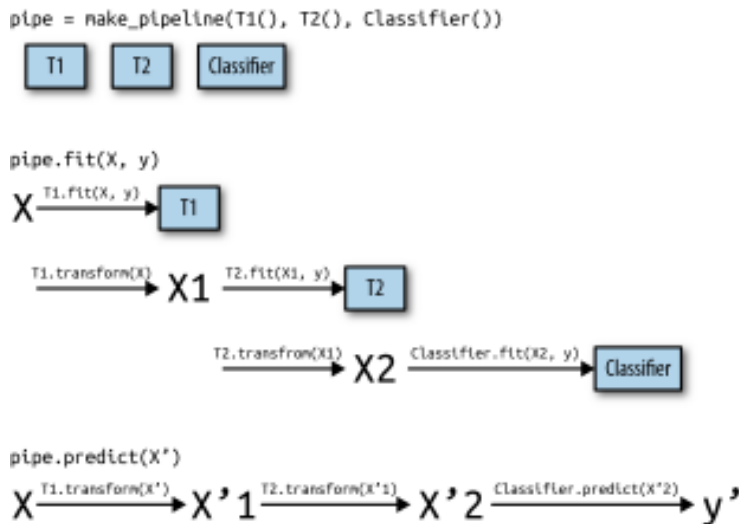 pipe = make_pipeline(T1(), T2(), Classifier())
T1 T2 Classifier
pipe.fit(X, y)
X T1.fit(X, y) T1
T1.transform(X) X1 T2.fit(X1, y) T2
T2.transfrom(X1) X2 Classifier.fit(X2, y) Classifier
pipe.predict(X’)
X T1.transform(X’) X’1 T2.transform(X’1) X’2 Classifier.predict(X’2) y’